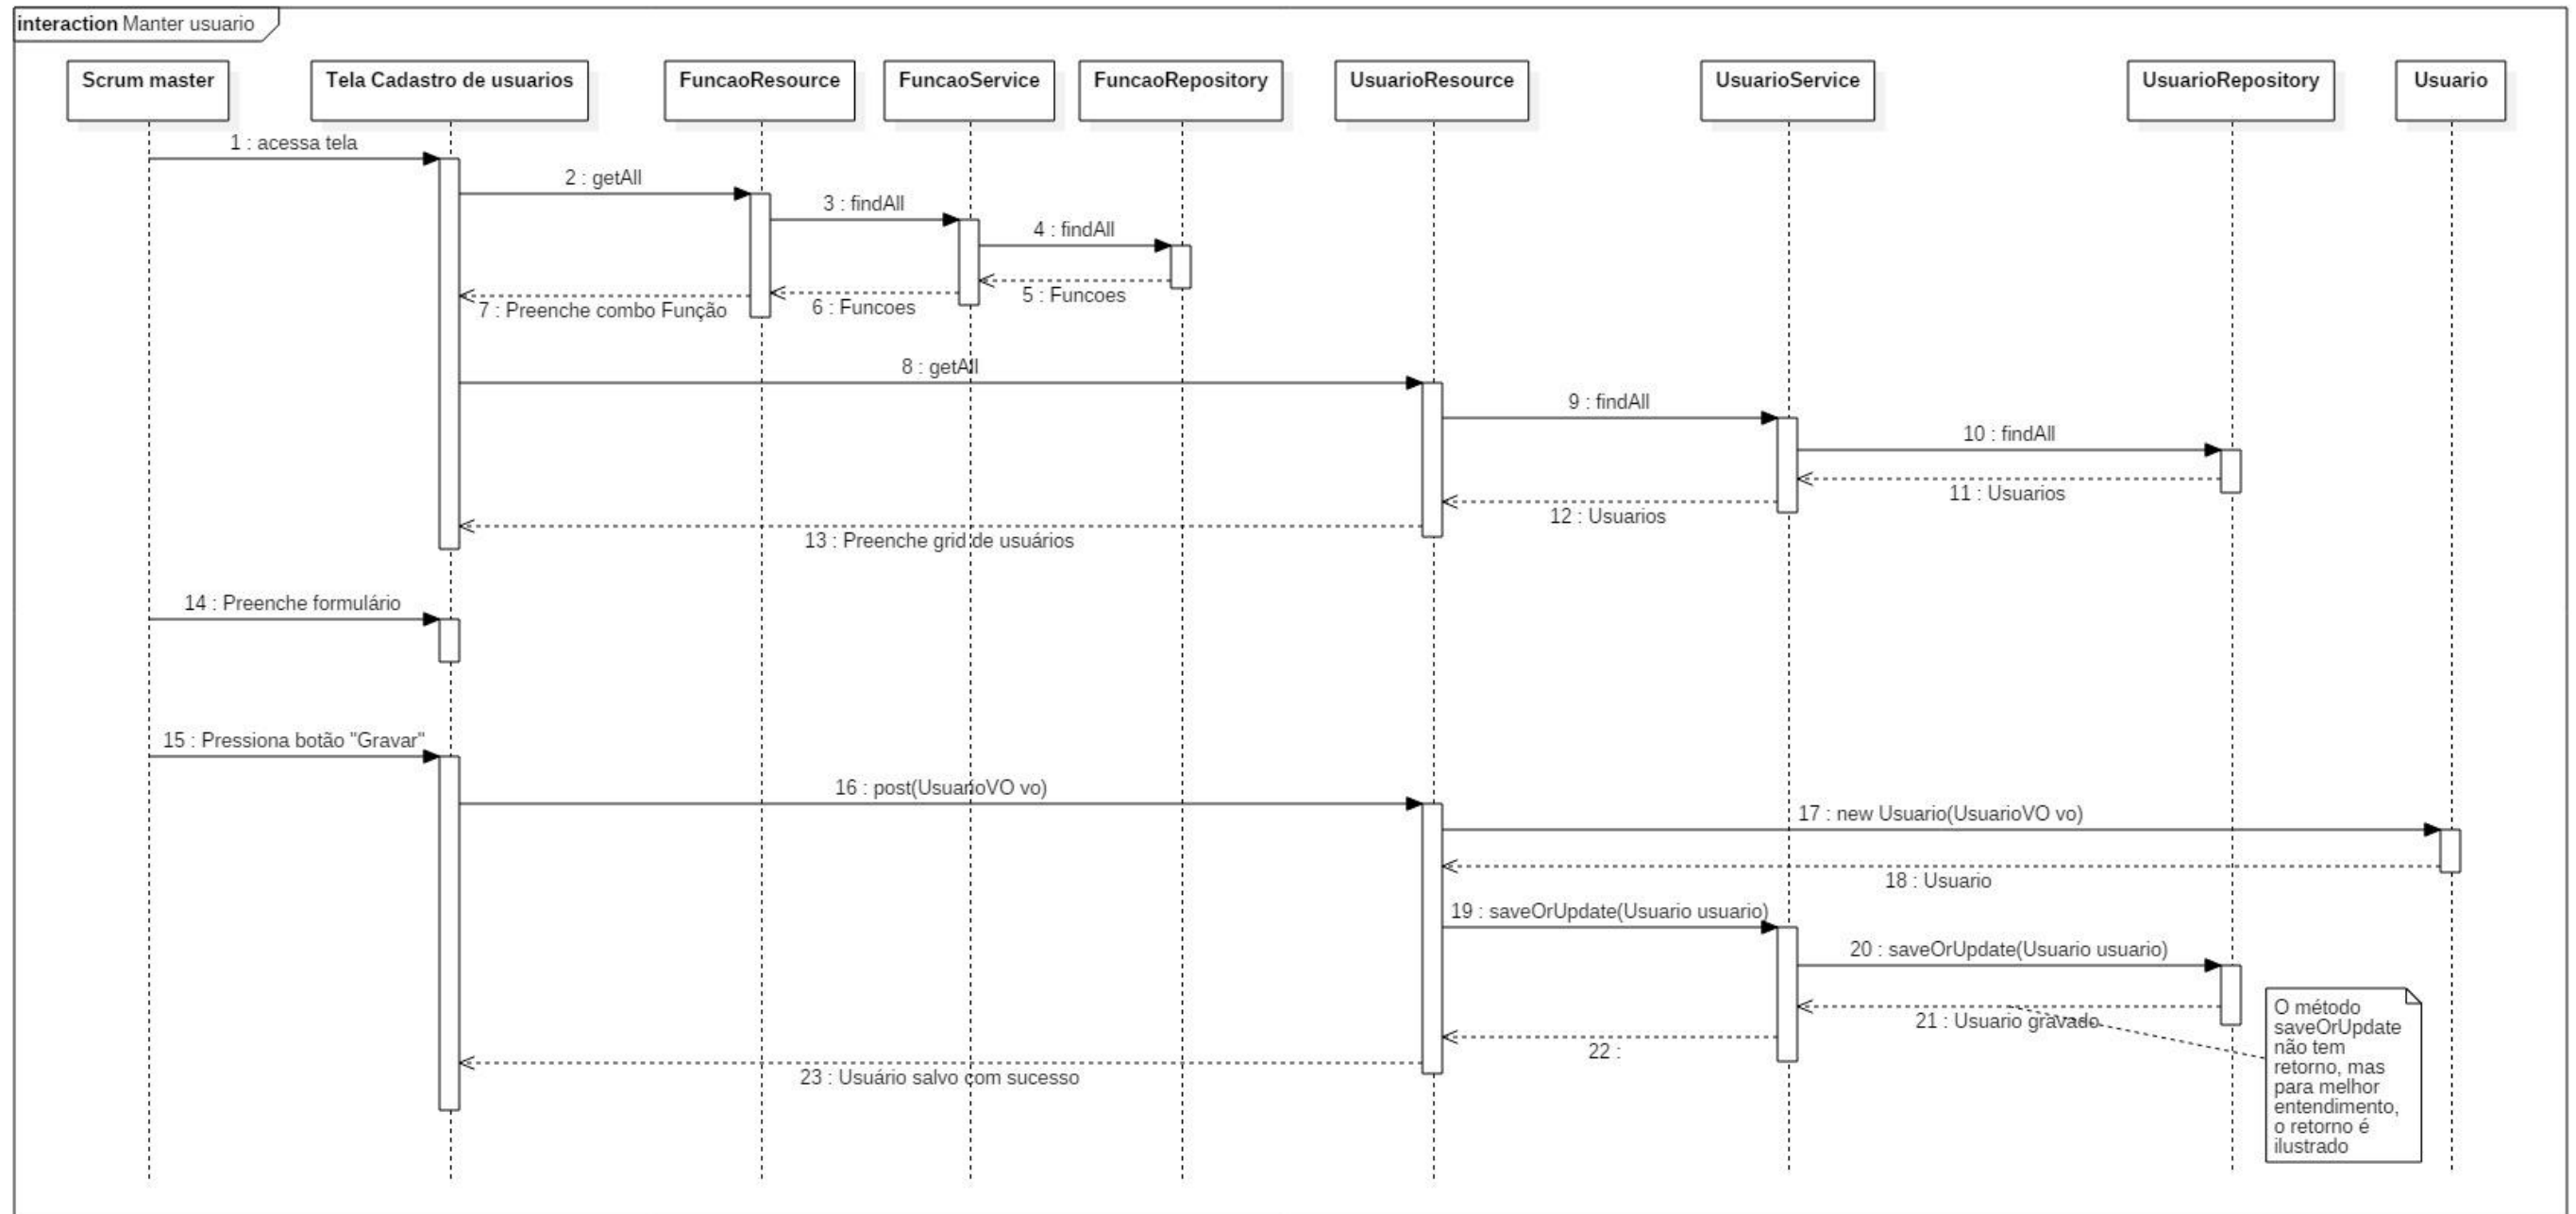 interaction Manter usuario
Scrum master
Tela Cadastro de usuarios
FuncaoResource
FuncaoService
FuncaoRepository
UsuarioResource
UsuarioService
UsuarioRepository
Usuario
1 : acessa tela
2 : getAll
3 : findAll
4 : findAll
5 : Funcoes
6 : Funcoes
7 : Preenche combo Função
8 : getAll
9 : findAll
10 : findAll
11 : Usuarios
12 : Usuarios
13 : Preenche grid de usuários
14 : Preenche formulário
15 : Pressiona botão "Gravar"
16 : post(UsuarioVO vo)
17 : new Usuario(UsuarioVO vo)
18 : Usuario
19 : saveOrUpdate(Usuario usuario)
20 : saveOrUpdate(Usuario usuario)
21 : Usuario gravado
22 :
23 : Usuário salvo com sucesso
O método
saveOrUpdate
não tem
retorno, mas
para melhor
entendimento,
o retorno é
ilustrado